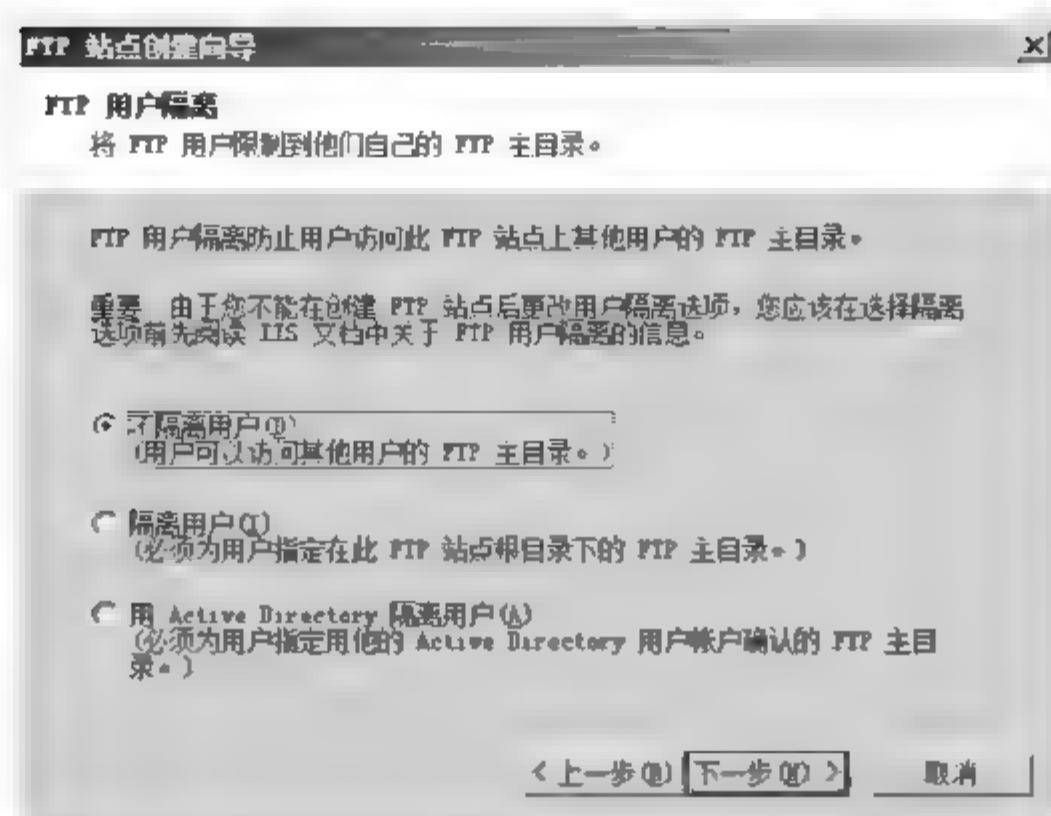 FTP 站点创建向导
FTP 用户隔离
将 FTP 用户限制到他们自己的 FTP 主目录。
FTP 用户隔离防止用户访问此 FTP 站点上其他用户的 FTP 主目录。
重要 由于您不能在创建 FTP 站点后更改用户隔离选项，您应该在选择隔离
选项前先阅读 IIS 文档中关于 FTP 用户隔离的信息。
不隔离用户(D)
(用户可以访问其他用户的 FTP 主目录。)
隔离用户(I)
(必须为用户指定在此 FTP 站点根目录下的 FTP 主目录。)
用 Active Directory 隔离用户(A)
(必须为用户指定用他的 Active Directory 用户帐户确认的 FTP 主目
录。)
< 上一步(B) 下一步(N) > 取消